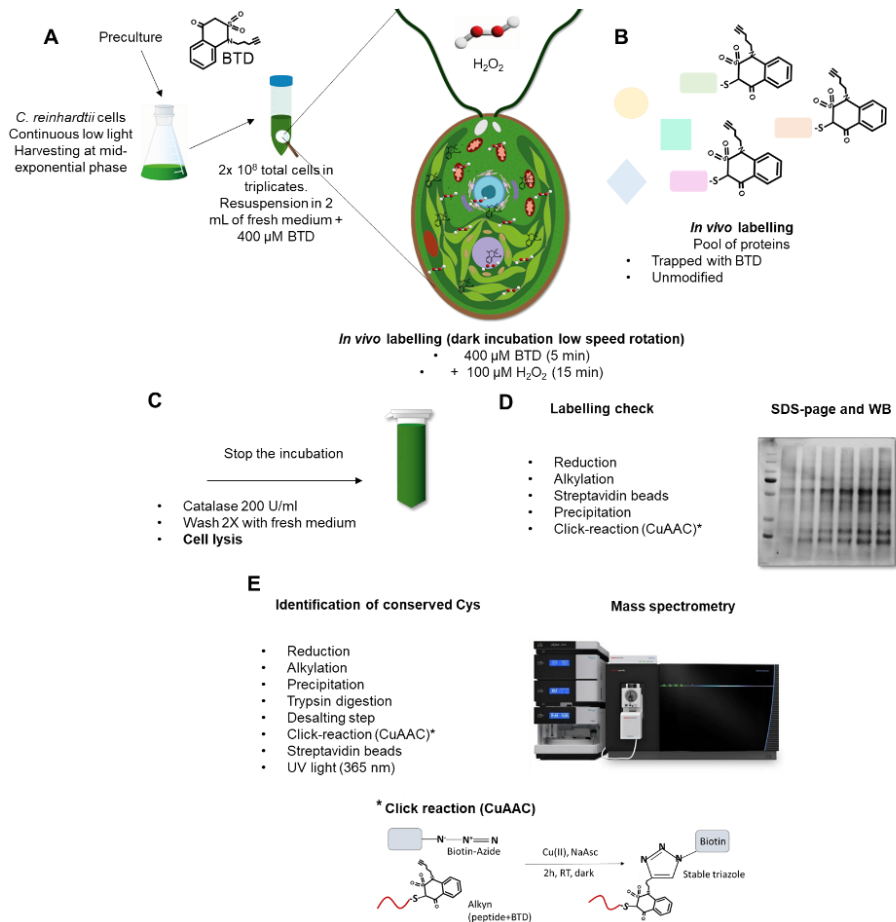 A
Preculture
BTD
C. reinhardtii cells
Continuous low light
Harvesting at mid-
exponential phase
2x 10⁸ total cells in
triplicates.
Resuspension in 2
mL of fresh medium +
400 µM BTD
H₂O₂
In vivo labelling (dark incubation low speed rotation)
• 400 µM BTD (5 min)
• + 100 µM H₂O₂ (15 min)
B
In vivo labelling
Pool of proteins
• Trapped with BTD
• Unmodified
C
Stop the incubation
• Catalase 200 U/ml
• Wash 2X with fresh medium
• Cell lysis
D
Labelling check
• Reduction
• Alkylation
• Streptavidin beads
• Precipitation
• Click-reaction (CuAAC)*
SDS-page and WB
E
Identification of conserved Cys
• Reduction
• Alkylation
• Precipitation
• Trypsin digestion
• Desalting step
• Click-reaction (CuAAC)*
• Streptavidin beads
• UV light (365 nm)
Mass spectrometry
* Click reaction (CuAAC)
N⁻ N⁺ N
Biotin-Azide
Alkyn
(peptide+BTD)
Cu(II), NaAsc
2h, RT, dark
Biotin
Stable triazole